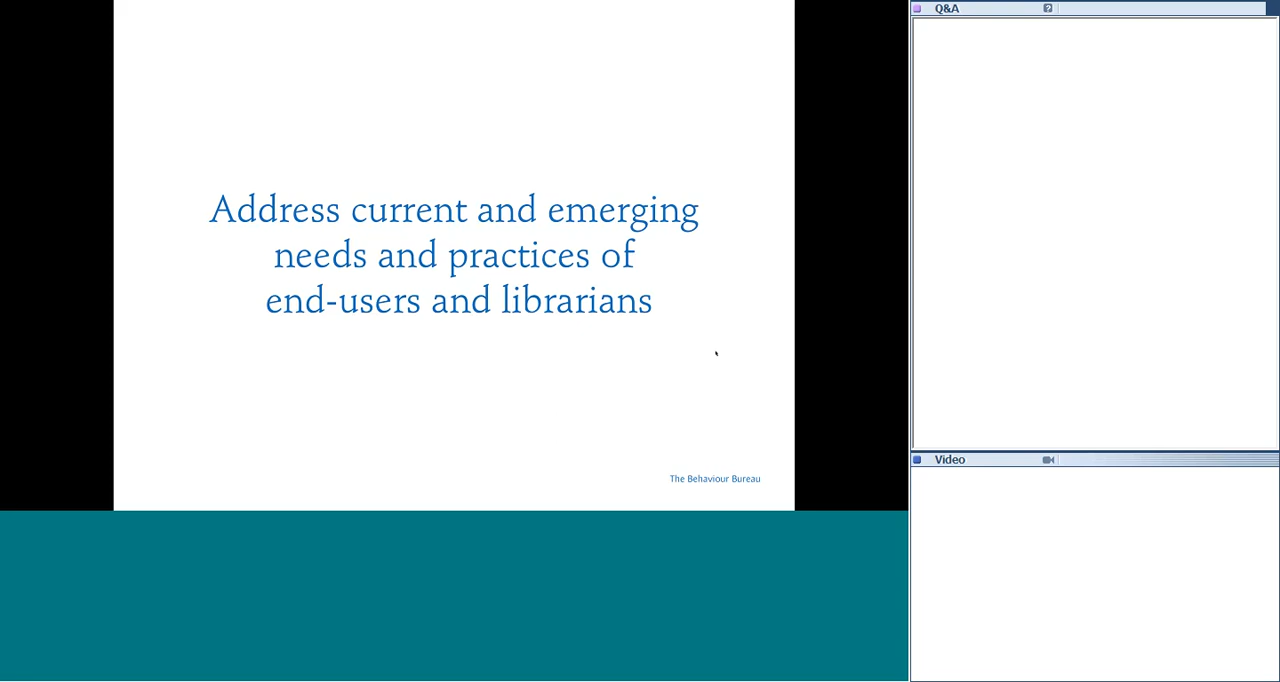 Q&A
Address current and emerging
needs and practices of
end-users and librarians
The Behaviour Bureau
Video